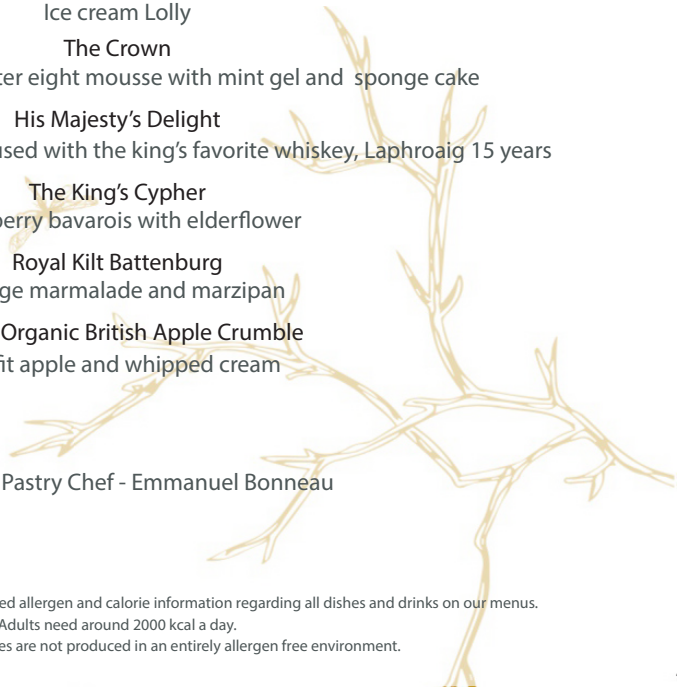 Ice cream Lolly
The Crown
ter eight mousse with mint gel and sponge cake
His Majesty’s Delight
used with the king’s favorite whiskey, Laphroaig 15 years
The King’s Cypher
berry bavarois with elderflower
Royal Kilt Battenburg
ge marmalade and marzipan
Organic British Apple Crumble
fit apple and whipped cream
Pastry Chef - Emmanuel Bonneau
ed allergen and calorie information regarding all dishes and drinks on our menus.
Adults need around 2000 kcal a day.
es are not produced in an entirely allergen free environment.